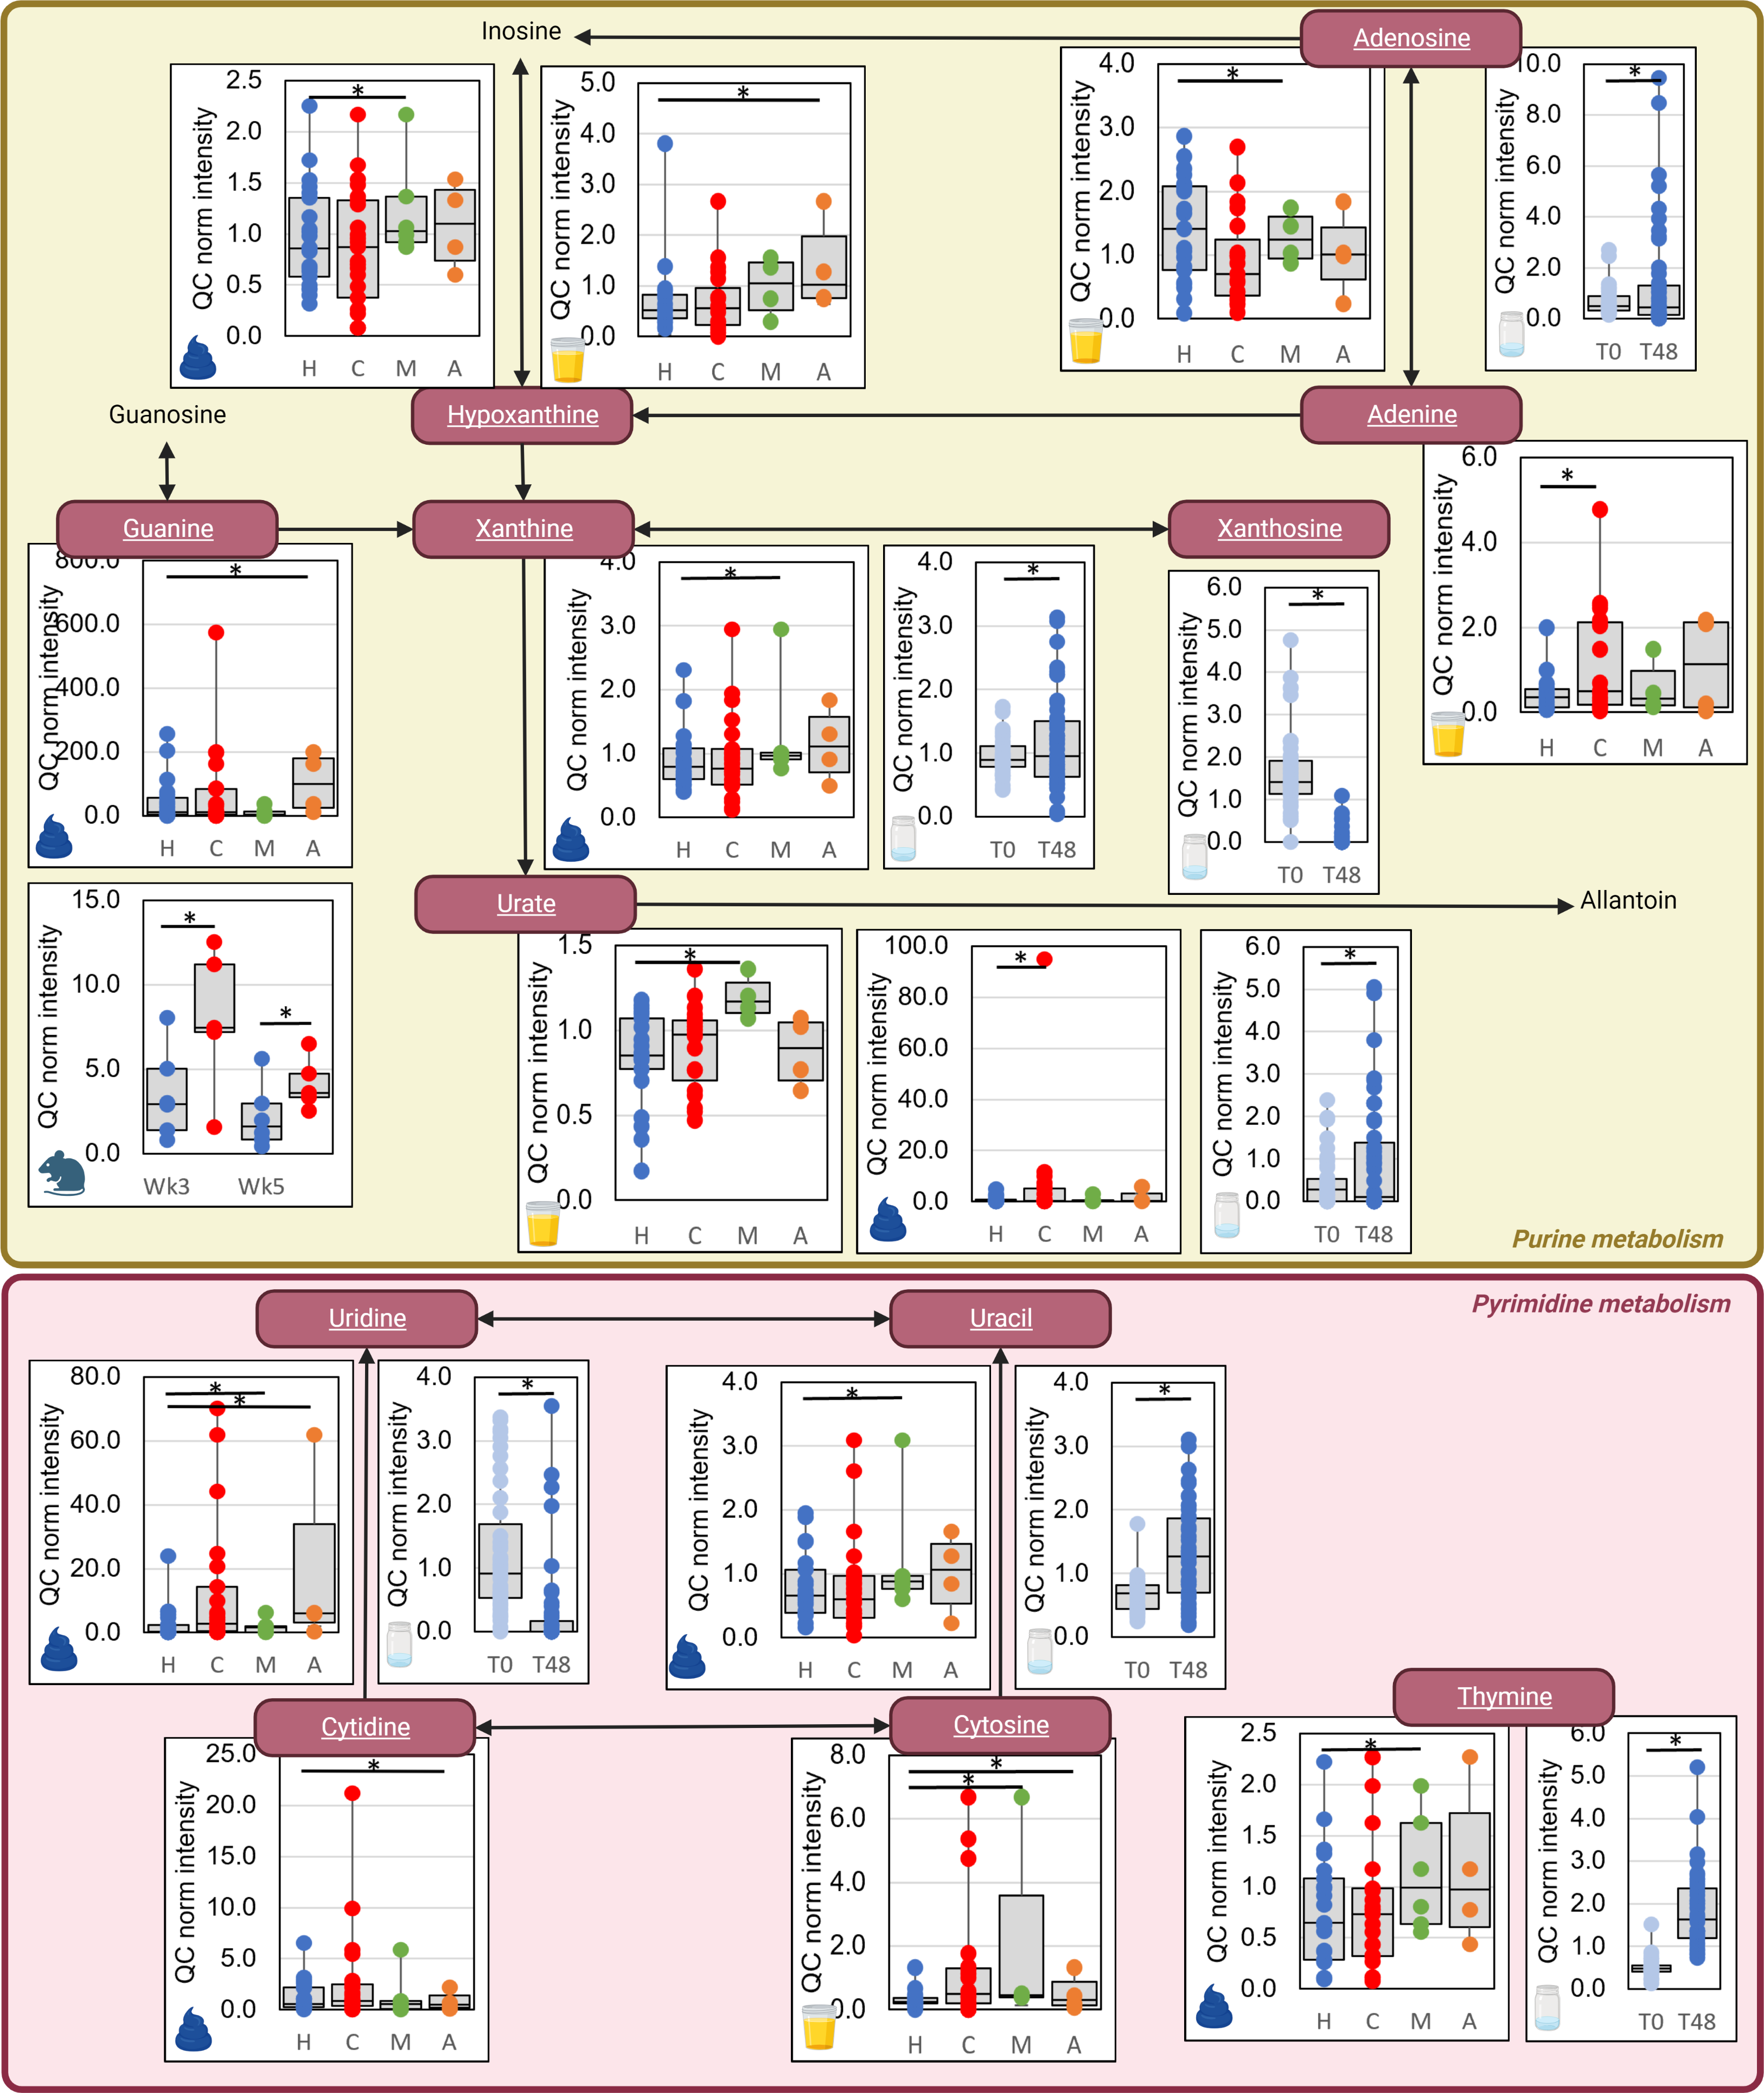 Inosine
Adenosine
2.5
2.0
1.5
1.0
0.5
0.0
QC norm intensity
*
H C M A
5.0
4.0
3.0
2.0
1.0
0.0
QC norm intensity
*
H C M A
4.0
3.0
2.0
1.0
0.0
QC norm intensity
*
H C M A
10.0
8.0
6.0
4.0
2.0
0.0
QC norm intensity
*
T0 T48
Guanosine
Hypoxanthine
Adenine
Guanine
Xanthine
Xanthosine
6.0
4.0
2.0
0.0
QC norm intensity
*
H C M A
800.0
600.0
400.0
200.0
0.0
QC norm intensity
*
H C M A
4.0
3.0
2.0
1.0
0.0
QC norm intensity
*
H C M A
4.0
3.0
2.0
1.0
0.0
QC norm intensity
*
T0 T48
6.0
5.0
4.0
3.0
2.0
1.0
0.0
QC norm intensity
*
T0 T48
15.0
10.0
5.0
0.0
QC norm intensity
*
*
Wk3 Wk5
Urate
Allantoin
1.5
1.0
0.5
0.0
QC norm intensity
*
H C M A
100.0
80.0
60.0
40.0
20.0
0.0
QC norm intensity
*
H C M A
6.0
5.0
4.0
3.0
2.0
1.0
0.0
QC norm intensity
*
T0 T48
Purine metabolism
Pyrimidine metabolism
Uridine
Uracil
80.0
60.0
40.0
20.0
0.0
QC norm intensity
*
*
H C M A
4.0
3.0
2.0
1.0
0.0
QC norm intensity
*
T0 T48
4.0
3.0
2.0
1.0
0.0
QC norm intensity
*
H C M A
4.0
3.0
2.0
1.0
0.0
QC norm intensity
*
T0 T48
Cytidine
Cytosine
Thymine
25.0
20.0
15.0
10.0
5.0
0.0
QC norm intensity
*
H C M A
8.0
6.0
4.0
2.0
0.0
QC norm intensity
*
*
H C M A
2.5
2.0
1.5
1.0
0.5
0.0
QC norm intensity
*
H C M A
6.0
5.0
4.0
3.0
2.0
1.0
0.0
QC norm intensity
*
T0 T48